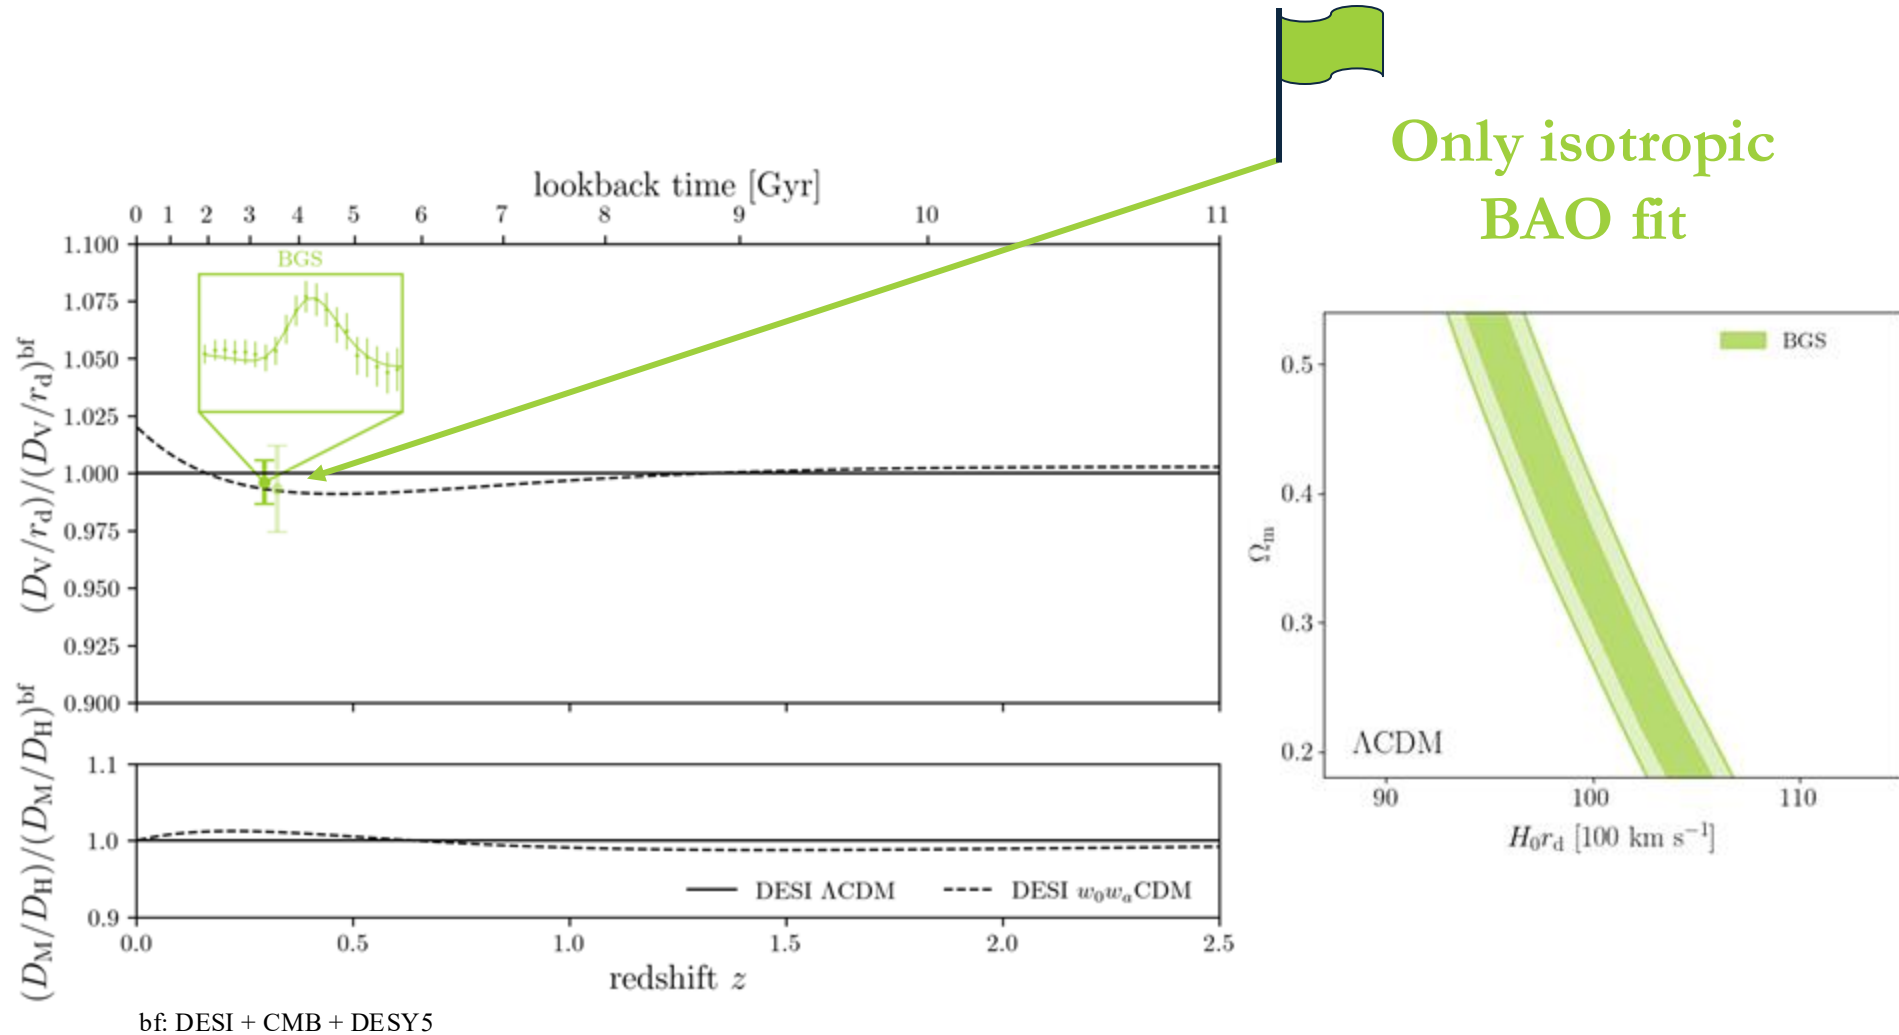 Only isotropic
BAO fit
lookback time [Gyr]
0 1 2 3 4 5 6 7 8 9 10 11
1.100
1.075
1.050
1.025
1.000
0.975
0.950
0.925
0.900
(D_V/r_d)/(D_V/r_d)^bf
BGS
1.1
1.0
0.9
(D_M/D_H)/(D_M/D_H)^bf
DESI ΛCDM
DESI w₀wₐCDM
0.0 0.5 1.0 1.5 2.0 2.5
redshift z
bf: DESI + CMB + DESY5
BGS
0.5
0.4
0.3
0.2
Ω_m
ΛCDM
90 100 110
H₀r_d [100 km s⁻¹]